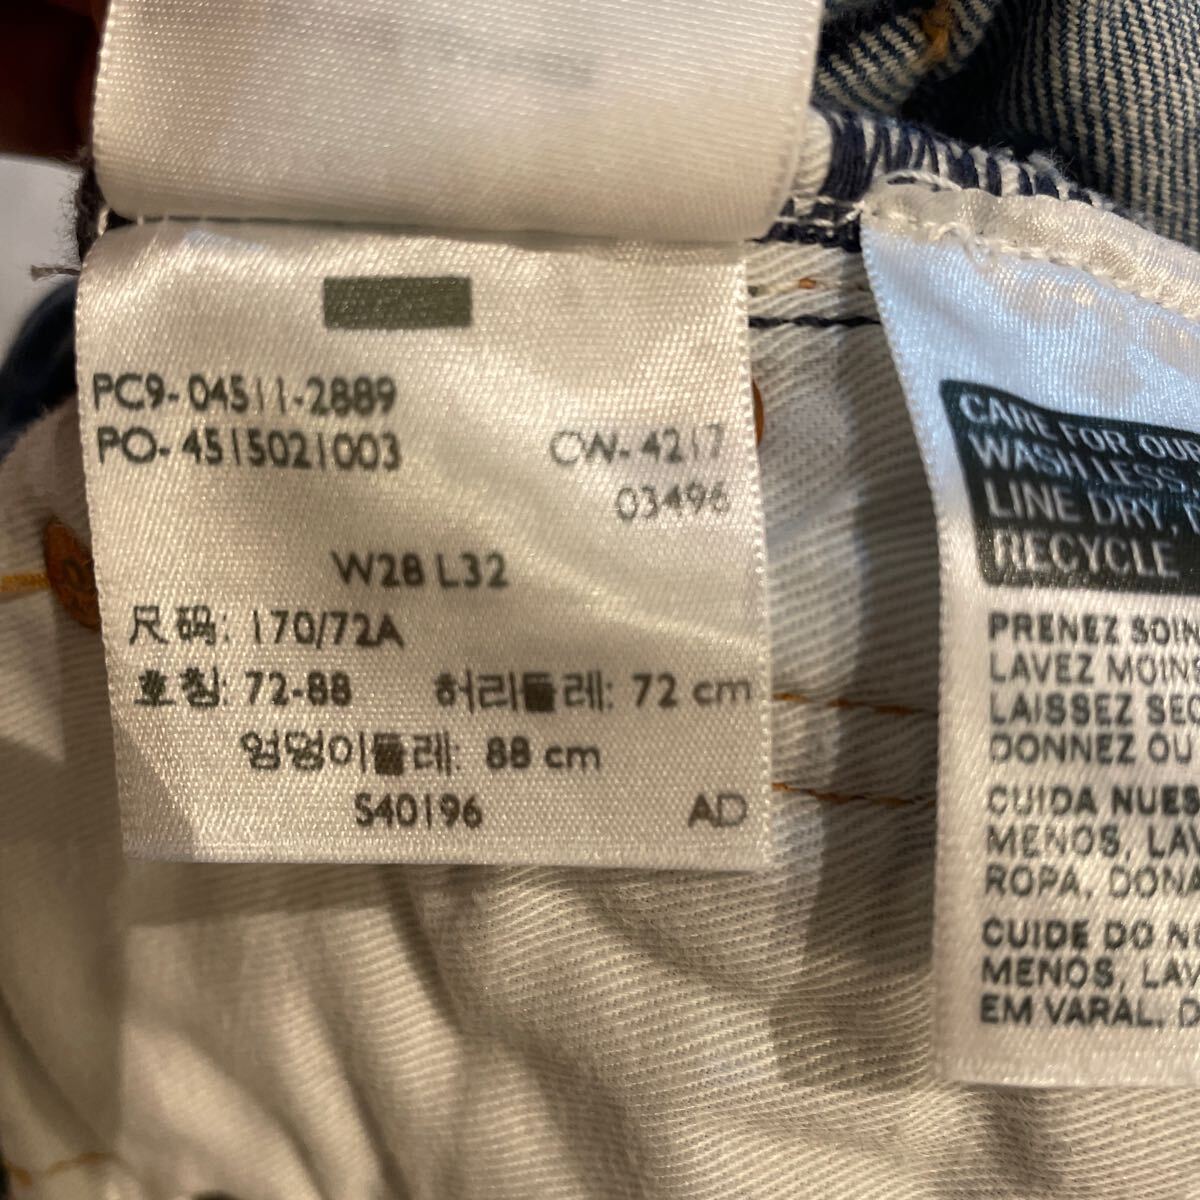 PC9-04511-2889
PO-4515021003
CW-4217
03496
W28 L32
尺码: 170/72A
호칭: 72-88 허리둘레: 72 cm
엉덩이둘레: 88 cm
S40196 AD
CARE FOR OUR
WASH LESS,
LINE DRY,
RECYCLE
PRENEZ SOIN
LAVEZ MOINS
LAISSEZ SEC
DONNEZ OU
CUIDA NUES
MENOS, LAV
ROPA, DONA
CUIDE DO
MENOS, LAV
EM VARAL, D